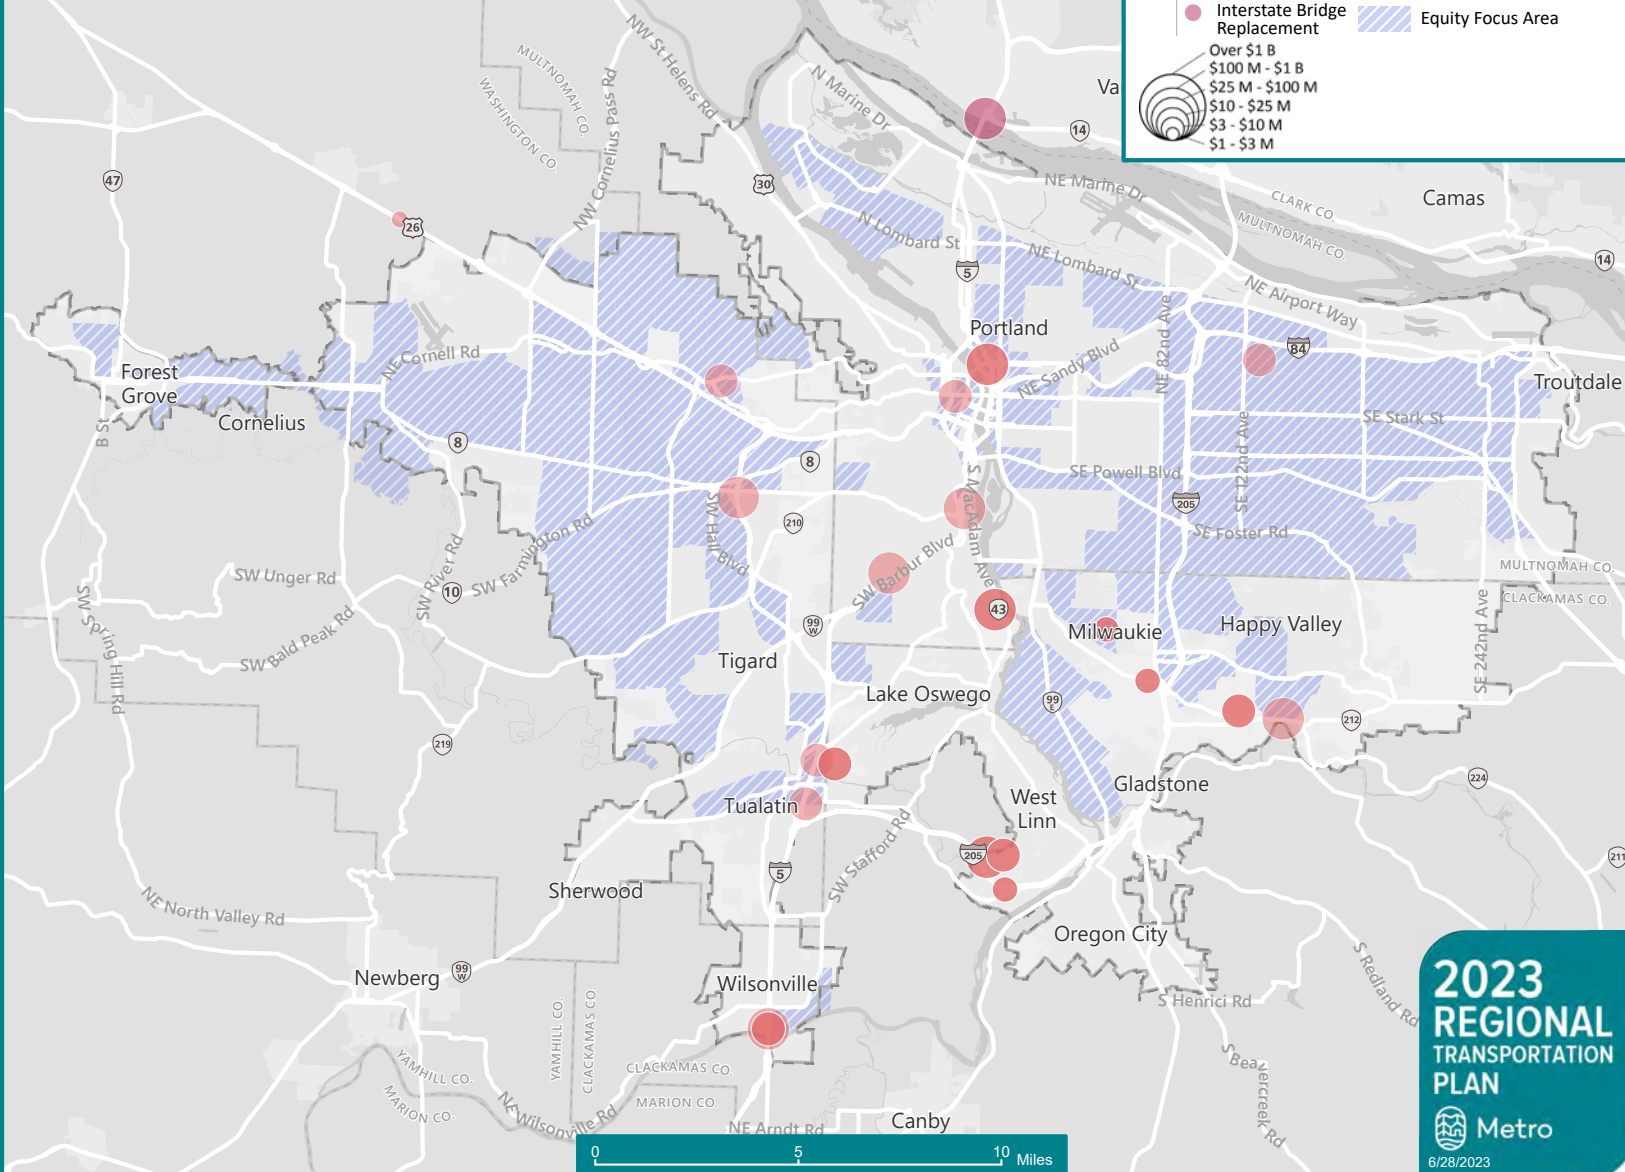 Interstate Bridge
Replacement
Equity Focus Area
Over $1 B
$100 M - $1 B
$25 M - $100 M
$10 - $25 M
$3 - $10 M
$1 - $3 M
NW St Helens Rd
MULTNOMAH CO.
WASHINGTON CO.
NW Cornelius Pass Rd
N Marine Dr
Va
14
47
30
NE Marine Dr
CLARK CO.
MULTNOMAH CO.
Camas
26
N Lombard St
5
NE Lombard St
14
NE Airport Way
Portland
NE Cornell Rd
NE Sandy Blvd
NE 82nd Ave
84
Forest
Grove
Troutdale
Cornelius
B St
8
8
SE Stark St
SE 122nd Ave
SE Powell Blvd
205
SW Hall Blvd
210
S MacAdam Ave
SE Foster Rd
SW Farmington Rd
SW Barbur Blvd
MULTNOMAH CO.
CLACKAMAS CO.
SW Unger Rd
SW River Rd
10
43
SW Spring Hill Rd
SW Bald Peak Rd
99
W
Milwaukie
Happy Valley
SE 242nd Ave
Tigard
Lake Oswego
99
E
212
219
224
Tualatin
Gladstone
West
Linn
SW Stafford Rd
205
211
5
Sherwood
NE North Valley Rd
Oregon City
S Redland Rd
Newberg
99
W
Wilsonville
S Henrici Rd
YAMHILL CO.
CLACKAMAS CO.
YAMHILL CO.
MARION CO.
CLACKAMAS CO.
MARION CO.
NE Wilsonville Rd
S Beavercreek Rd
NE Arndt Rd
Canby
0
5
10
Miles
2023
REGIONAL
TRANSPORTATION
PLAN
Metro
6/28/2023